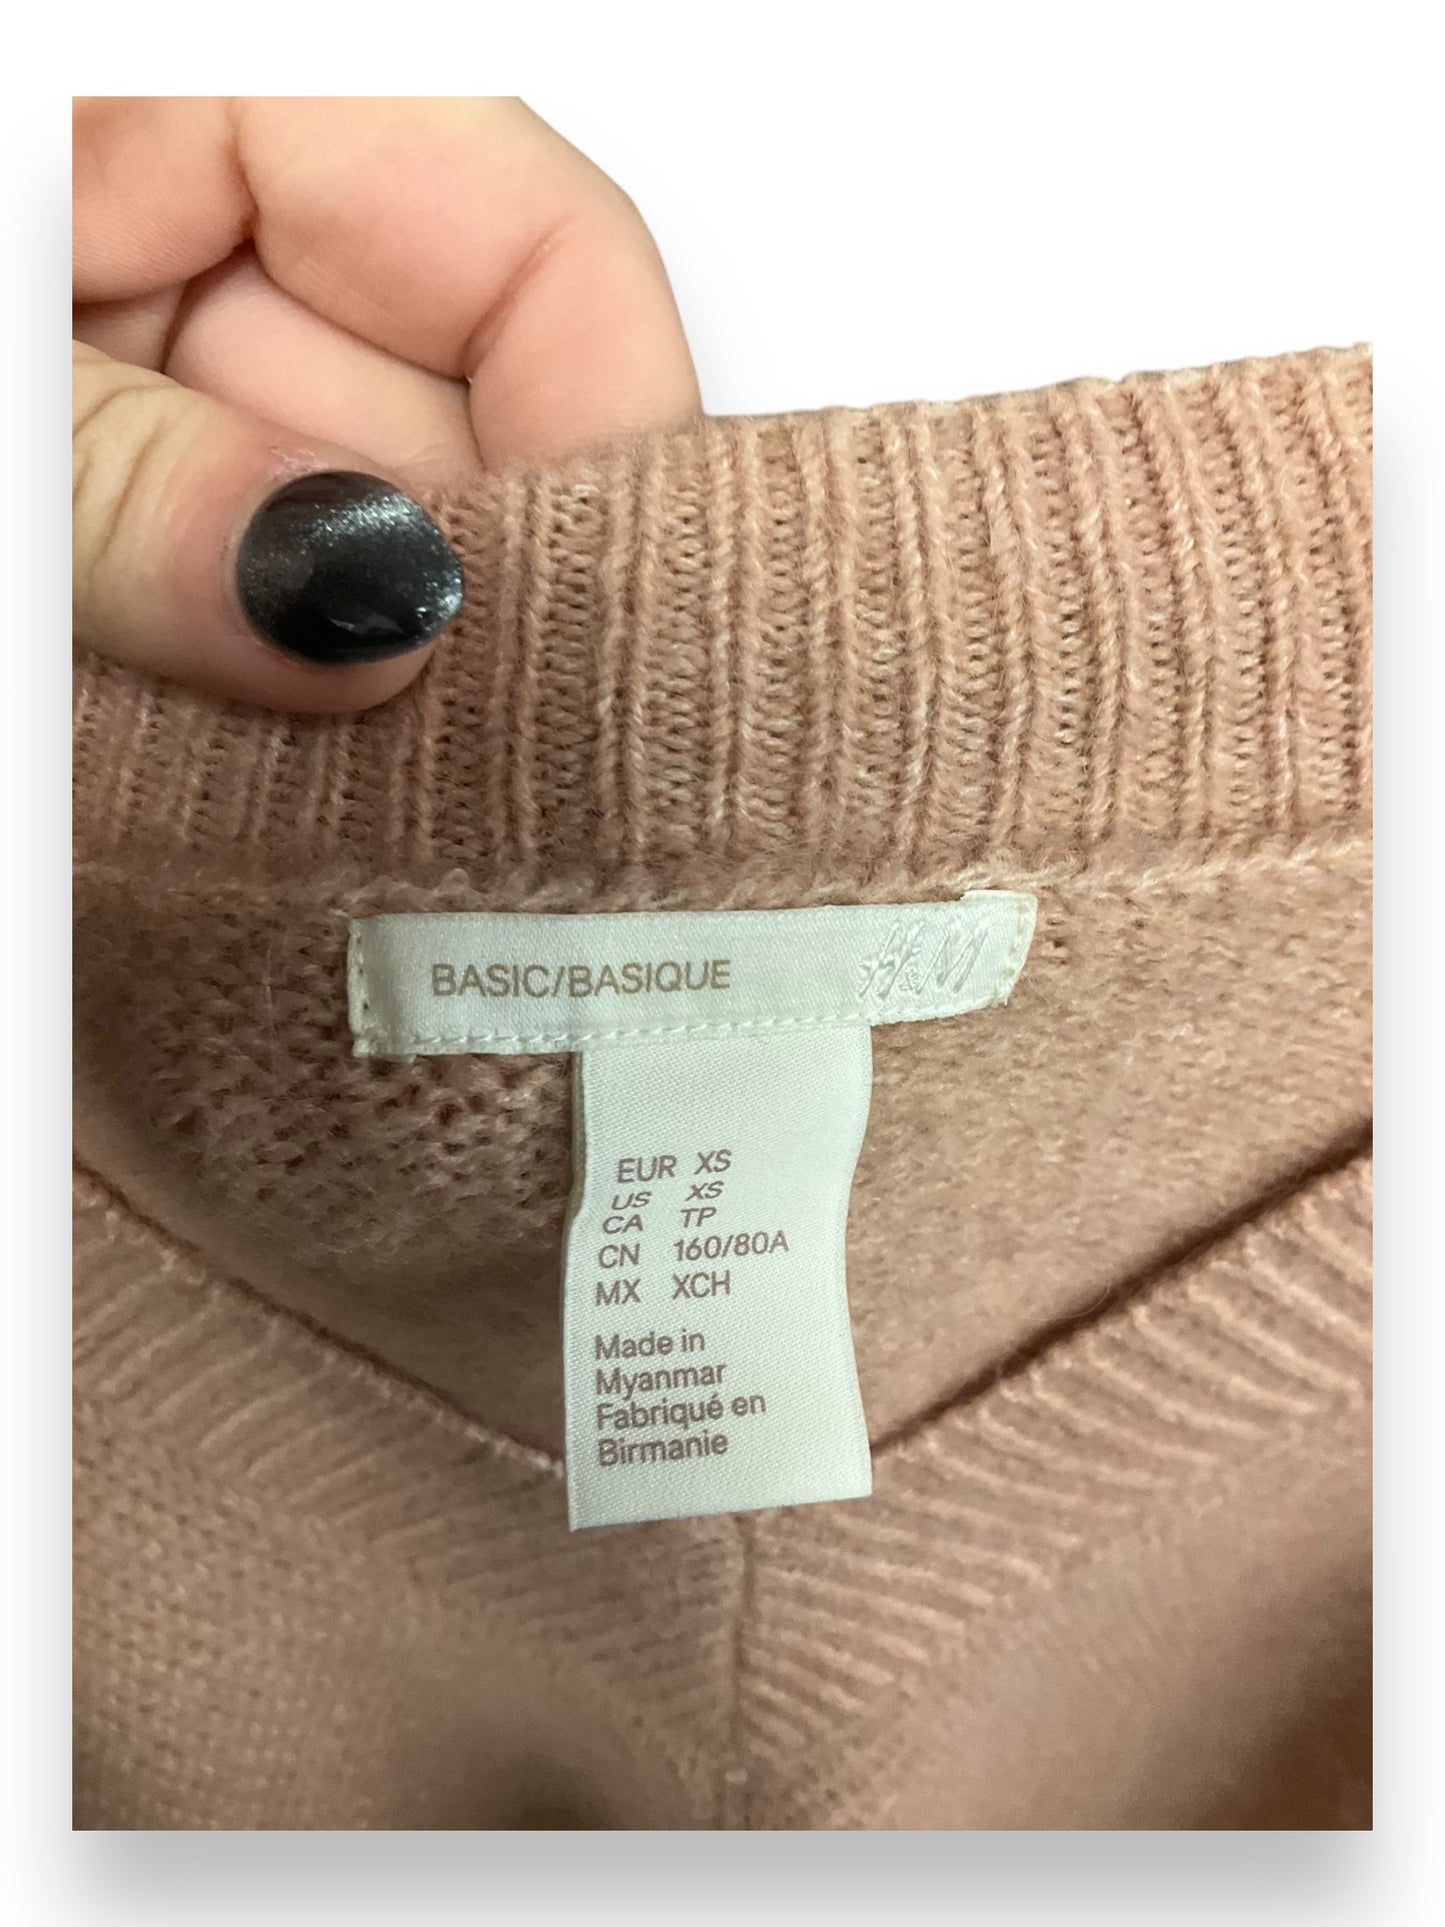 BASIC/BASIQUE H&M
EUR XS
US XS
CA TP
CN 160/80A
MX XCH
Made in
Myanmar
Fabriqué en
Birmanie